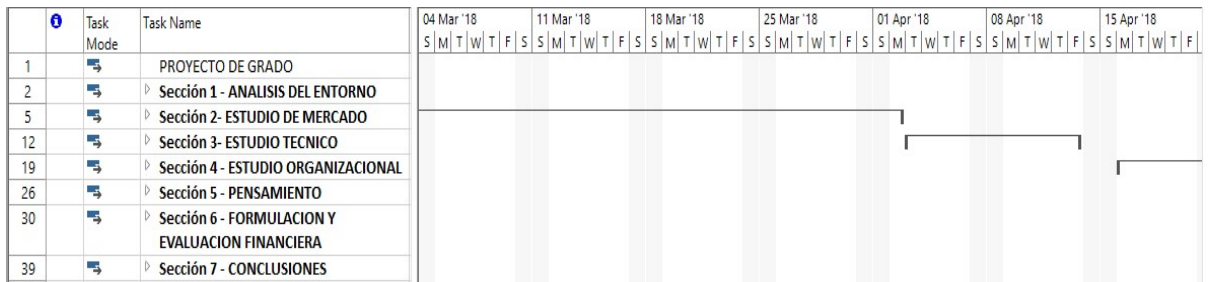 Task Mode Task Name 04 Mar '18 11 Mar '18 18 Mar '18 25 Mar '18 01 Apr '18 08 Apr '18 15 Apr '18
S M T W T F S S M T W T F S S M T W T F S S M T W T F S S M T W T F S S M T W T F S S M T W T F
1 PROYECTO DE GRADO
2 Sección 1 - ANALISIS DEL ENTORNO
5 Sección 2- ESTUDIO DE MERCADO
12 Sección 3- ESTUDIO TECNICO
19 Sección 4 - ESTUDIO ORGANIZACIONAL
26 Sección 5 - PENSAMIENTO
30 Sección 6 - FORMULACION Y
EVALUACION FINANCIERA
39 Sección 7 - CONCLUSIONES